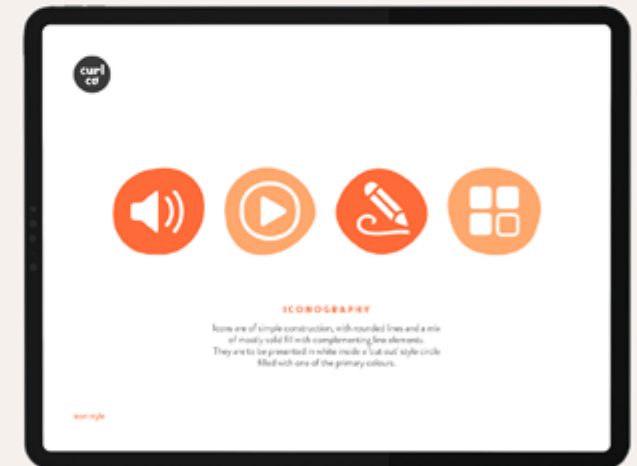 curl
co
ICONOGRAPHY
Icons are of simple construction, with rounded lines and a mix
of mostly solid fill with complementing line elements.
They are to be presented in white inside a 'cut out' style circle
filled with one of the primary colours.
icon style